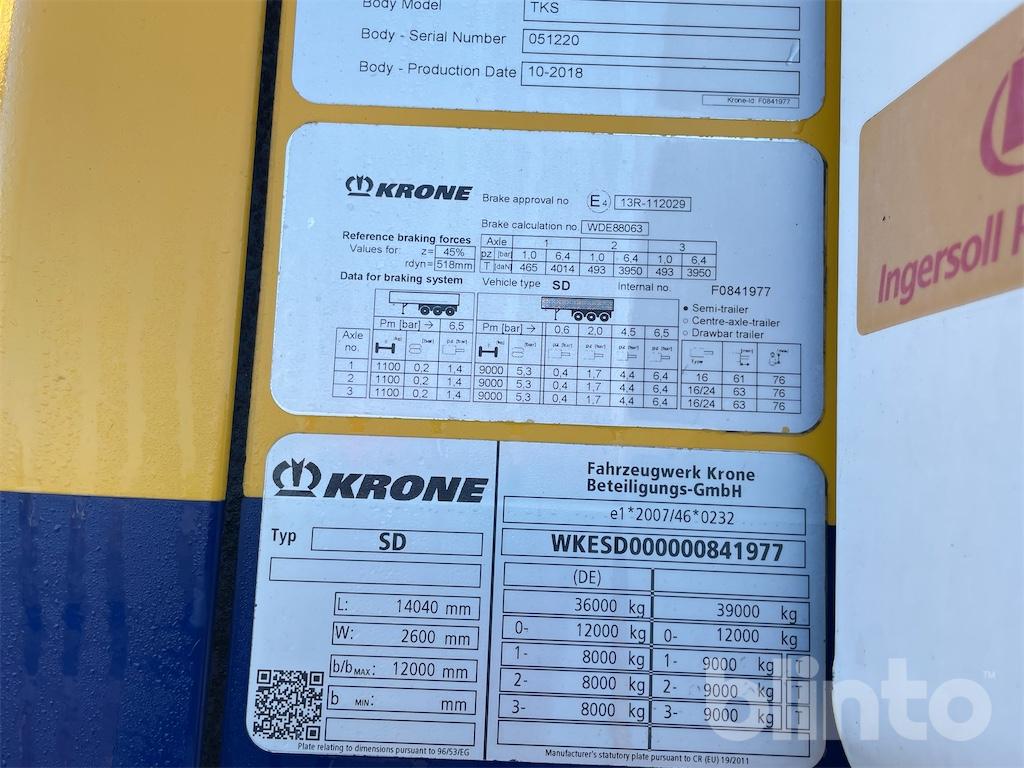 Body Model TKS
Body - Serial Number 051220
Body - Production Date 10-2018
Krone-Id F0841977
KRONE Brake approval no E4 13R-112029
Brake calculation no. WDE88063
Reference braking forces Axle 1 2 3
Values for: z= 45% pz [bar] 1,0 6,4 1,0 6,4 1,0 6,4
rdyn= 518mm T [daN] 465 4014 493 3950 493 3950
Data for braking system Vehicle type SD Internal no. F0841977
Semi-trailer
Centre-axle-trailer
Drawbar trailer
Pm [bar] → 6,5 Pm [bar] → 0,6 2,0 4,5 6,5
Axle no.
1 1100 0,2 1,4 9000 5,3 0,4 1,7 4,4 6,4 16 61 76
2 1100 0,2 1,4 9000 5,3 0,4 1,7 4,4 6,4 16/24 63 76
3 1100 0,2 1,4 9000 5,3 0,4 1,7 4,4 6,4 16/24 63 76
KRONE
Typ SD
L: 14040 mm
W: 2600 mm
b/b MAX: 12000 mm
b MIN: mm
Plate relating to dimensions pursuant to 96/53/EG
Fahrzeugwerk Krone
Beteiligungs-GmbH
e1*2007/46*0232
WKESD000000841977
(DE)
36000 kg 39000 kg
0- 12000 kg 0- 12000 kg
1- 8000 kg 1- 9000 kg T
2- 8000 kg 2- 9000 kg T
3- 8000 kg 3- 9000 kg T
Manufacturer's statutory plate pursuant to CR (EU) 19/2011
Ingersoll
blinto™